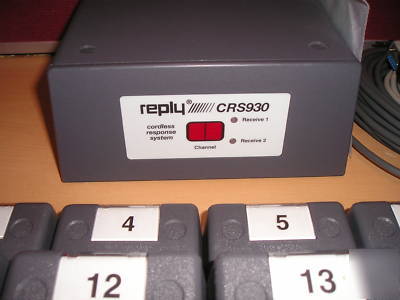 reply® CRS930
cordless
response
system
Channel
Receive 1
Receive 2
4
5
12
13